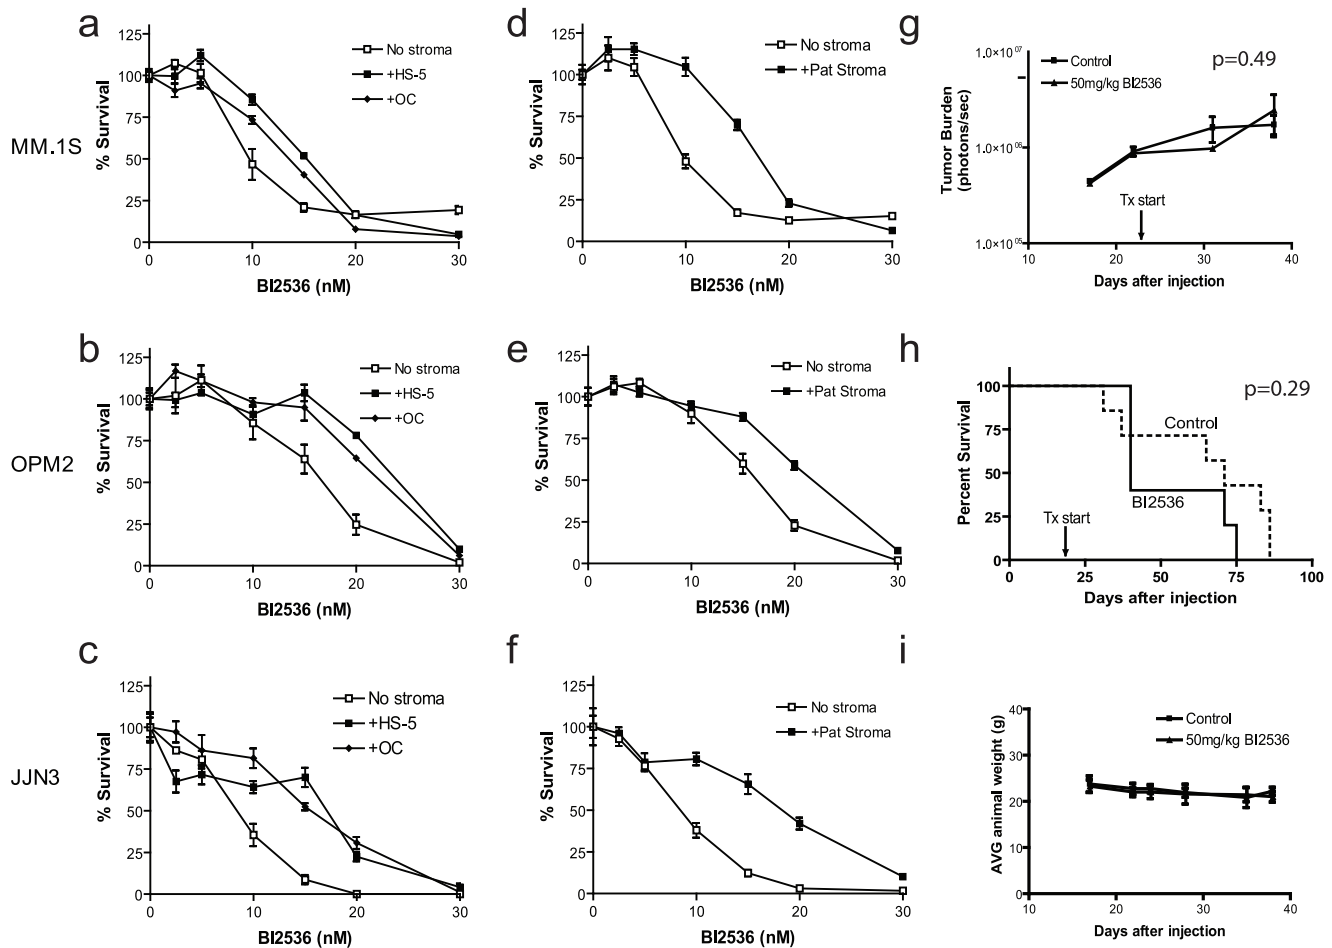 a
d
g
125
100
75
50
25
0
% Survival
No stroma
+HS-5
+OC
0
10
20
30
BI2536 (nM)
MM.1S
125
100
75
50
25
0
% Survival
No stroma
+Pat Stroma
0
10
20
30
BI2536 (nM)
1.0×10⁰⁷
1.0×10⁰⁶
1.0×10⁰⁵
Tumor Burden
(photons/sec)
Control
50mg/kg BI2536
p=0.49
Tx start
10
20
30
40
Days after injection
b
e
h
OPM2
125
100
75
50
25
0
% Survival
No stroma
+HS-5
+OC
0
10
20
30
BI2536 (nM)
125
100
75
50
25
0
% Survival
No stroma
+Pat Stroma
0
10
20
30
BI2536 (nM)
100
75
50
25
0
Percent Survival
p=0.29
Control
BI2536
Tx start
0
25
50
75
100
Days after injection
c
f
i
JJN3
125
100
75
50
25
0
% Survival
No stroma
+HS-5
+OC
0
10
20
30
BI2536 (nM)
125
100
75
50
25
0
% Survival
No stroma
+Pat Stroma
0
10
20
30
BI2536 (nM)
40
30
20
10
0
AVG animal weight (g)
Control
50mg/kg BI2536
10
20
30
40
Days after injection